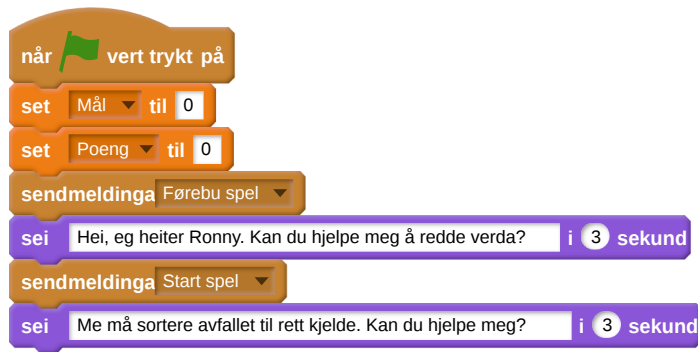 når vert trykt på
set Mål til 0
set Poeng til 0
sendmeldinga Førebu spel
sei Hei, eg heiter Ronny. Kan du hjelpe meg å redde verda? i 3 sekund
sendmeldinga Start spel
sei Me må sortere avfallet til rett kjelde. Kan du hjelpe meg? i 3 sekund